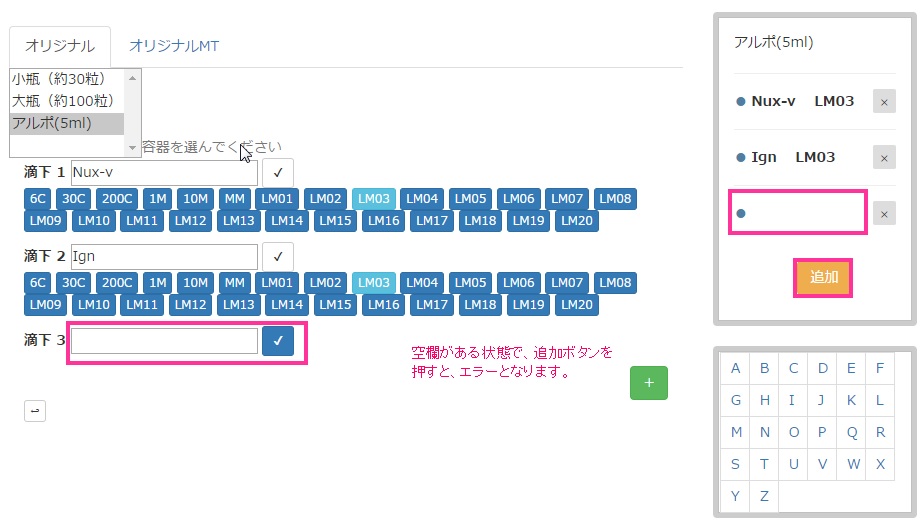 オリジナル オリジナルMT
小瓶（約30粒）
大瓶（約100粒）
アルポ(5ml)
容器を選んでください
滴下 1 Nux-v ✓
6C 30C 200C 1M 10M MM LM01 LM02 LM03 LM04 LM05 LM06 LM07 LM08
LM09 LM10 LM11 LM12 LM13 LM14 LM15 LM16 LM17 LM18 LM19 LM20
滴下 2 Ign ✓
6C 30C 200C 1M 10M MM LM01 LM02 LM03 LM04 LM05 LM06 LM07 LM08
LM09 LM10 LM11 LM12 LM13 LM14 LM15 LM16 LM17 LM18 LM19 LM20
滴下 3 ✓
空欄がある状態で、追加ボタンを
押すと、エラーとなります。
+
アルポ(5ml)
● Nux-v LM03 ×
● Ign LM03 ×
● ×
追加
A B C D E F
G H I J K L
M N O P Q R
S T U V W X
Y Z